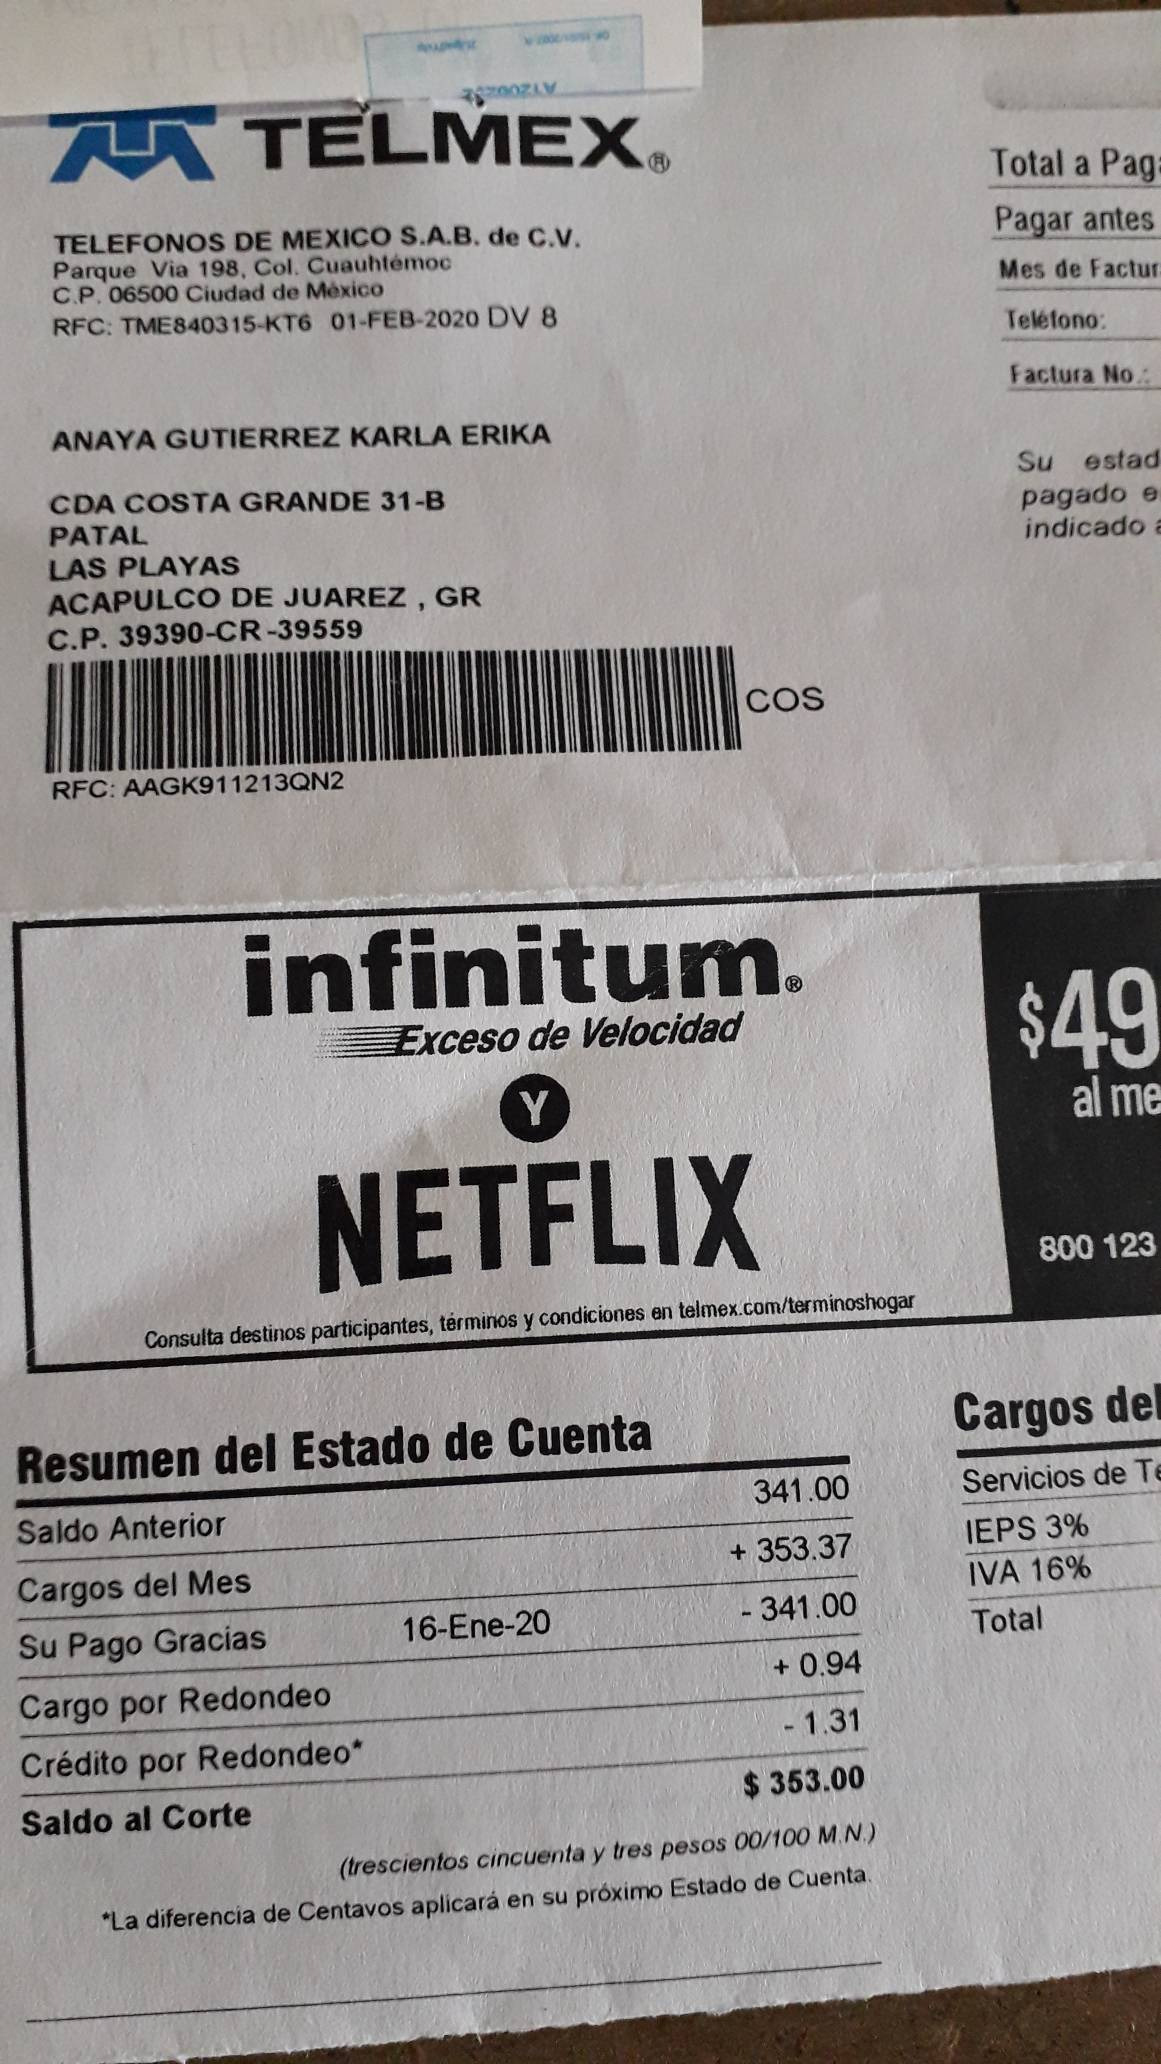 TELMEX®
TELEFONOS DE MEXICO S.A.B. de C.V.
Parque Via 198, Col. Cuauhtémoc
C.P. 06500 Ciudad de México
RFC: TME840315-KT6 01-FEB-2020 DV 8
ANAYA GUTIERREZ KARLA ERIKA
CDA COSTA GRANDE 31-B
PATAL
LAS PLAYAS
ACAPULCO DE JUAREZ , GR
C.P. 39390-CR-39559
COS
RFC: AAGK911213QN2
Total a Pag
Pagar antes
Mes de Factur
Teléfono:
Factura No.:
Su estad
pagado e
indicado a
infinitum®
Exceso de Velocidad
Y
NETFLIX
Consulta destinos participantes, términos y condiciones en telmex.com/terminoshogar
$49
al me
800 123
Resumen del Estado de Cuenta
Saldo Anterior 341.00
Cargos del Mes + 353.37
Su Pago Gracias 16-Ene-20 - 341.00
Cargo por Redondeo + 0.94
Crédito por Redondeo* - 1.31
Saldo al Corte $ 353.00
(trescientos cincuenta y tres pesos 00/100 M.N.)
*La diferencia de Centavos aplicará en su próximo Estado de Cuenta.
Cargos del
Servicios de Te
IEPS 3%
IVA 16%
Total